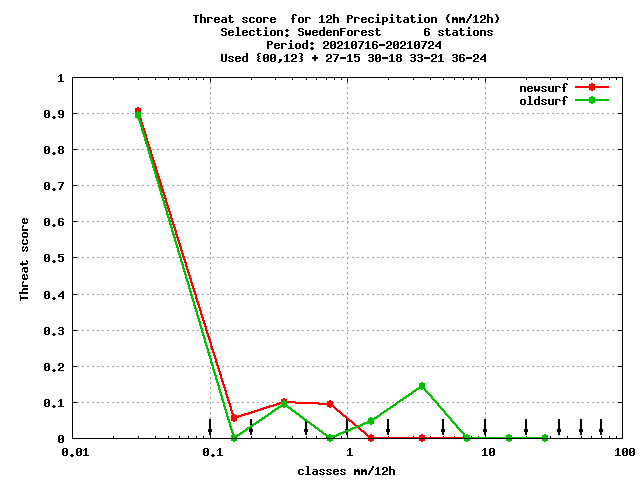 Threat score  for 12h Precipitation (mm/12h)
Selection: SwedenForest      6 stations
Period: 20210716-20210724
Used {00,12} + 27-15 30-18 33-21 36-24
newsurf
oldsurf
1
0.9
0.8
0.7
0.6
0.5
0.4
0.3
0.2
0.1
0
Threat score
0.01 0.1 1 10 100
classes mm/12h